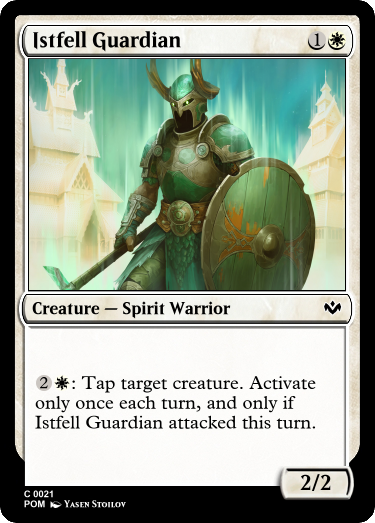 Istfell Guardian 1
Creature — Spirit Warrior
2: Tap target creature. Activate
only once each turn, and only if
Istfell Guardian attacked this turn.
2/2
C 0021
POM Yasen Stoilov